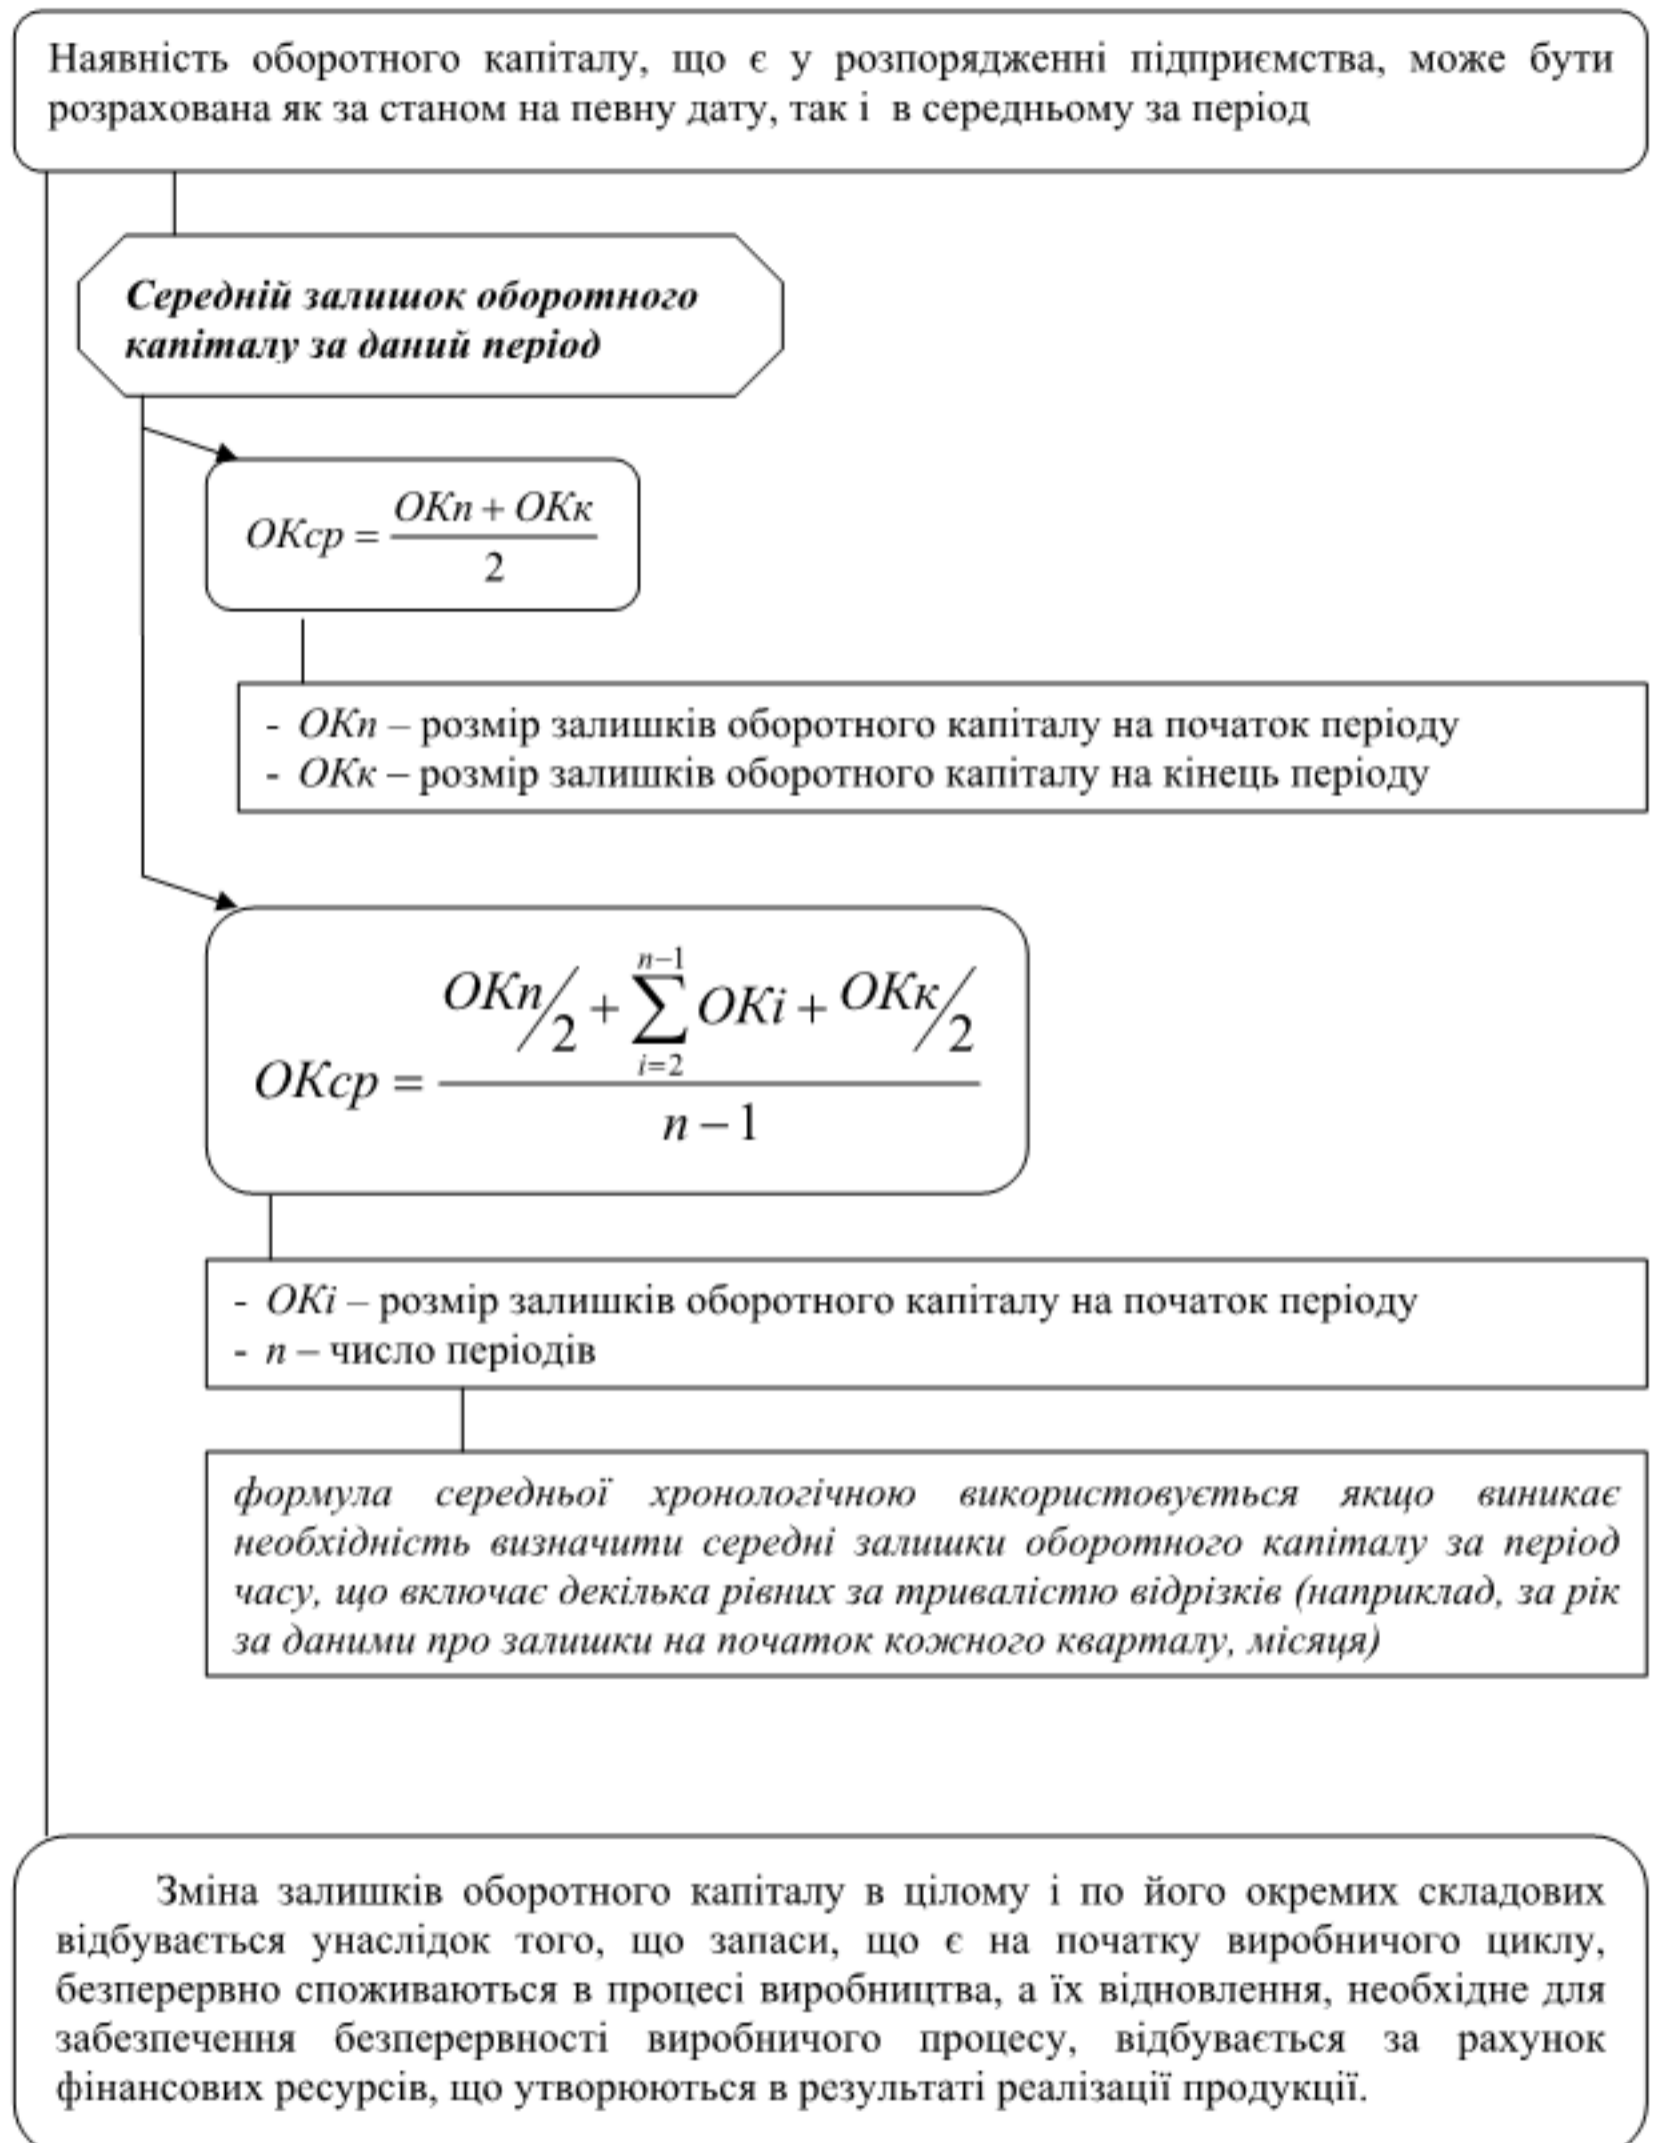 Наявність оборотного капіталу, що є у розпорядженні підприємства, може бути
розрахована як за станом на певну дату, так і в середньому за період
Середній залишок оборотного
капіталу за даний період
ОКср = (ОКп + ОКк) / 2
- ОКп – розмір залишків оборотного капіталу на початок періоду
- ОКк – розмір залишків оборотного капіталу на кінець періоду
ОКср = (ОКп/2 + ∑_{i=2}^{n−1} ОКi + ОКк/2) / (n − 1)
- ОКі – розмір залишків оборотного капіталу на початок періоду
- n – число періодів
формула середньої хронологічною використовується якщо виникає
необхідність визначити середні залишки оборотного капіталу за період
часу, що включає декілька рівних за тривалістю відрізків (наприклад, за рік
за даними про залишки на початок кожного кварталу, місяця)
Зміна залишків оборотного капіталу в цілому і по його окремих складових
відбувається унаслідок того, що запаси, що є на початку виробничого циклу,
безперервно споживаються в процесі виробництва, а їх відновлення, необхідне для
забезпечення безперервності виробничого процесу, відбувається за рахунок
фінансових ресурсів, що утворюються в результаті реалізації продукції.